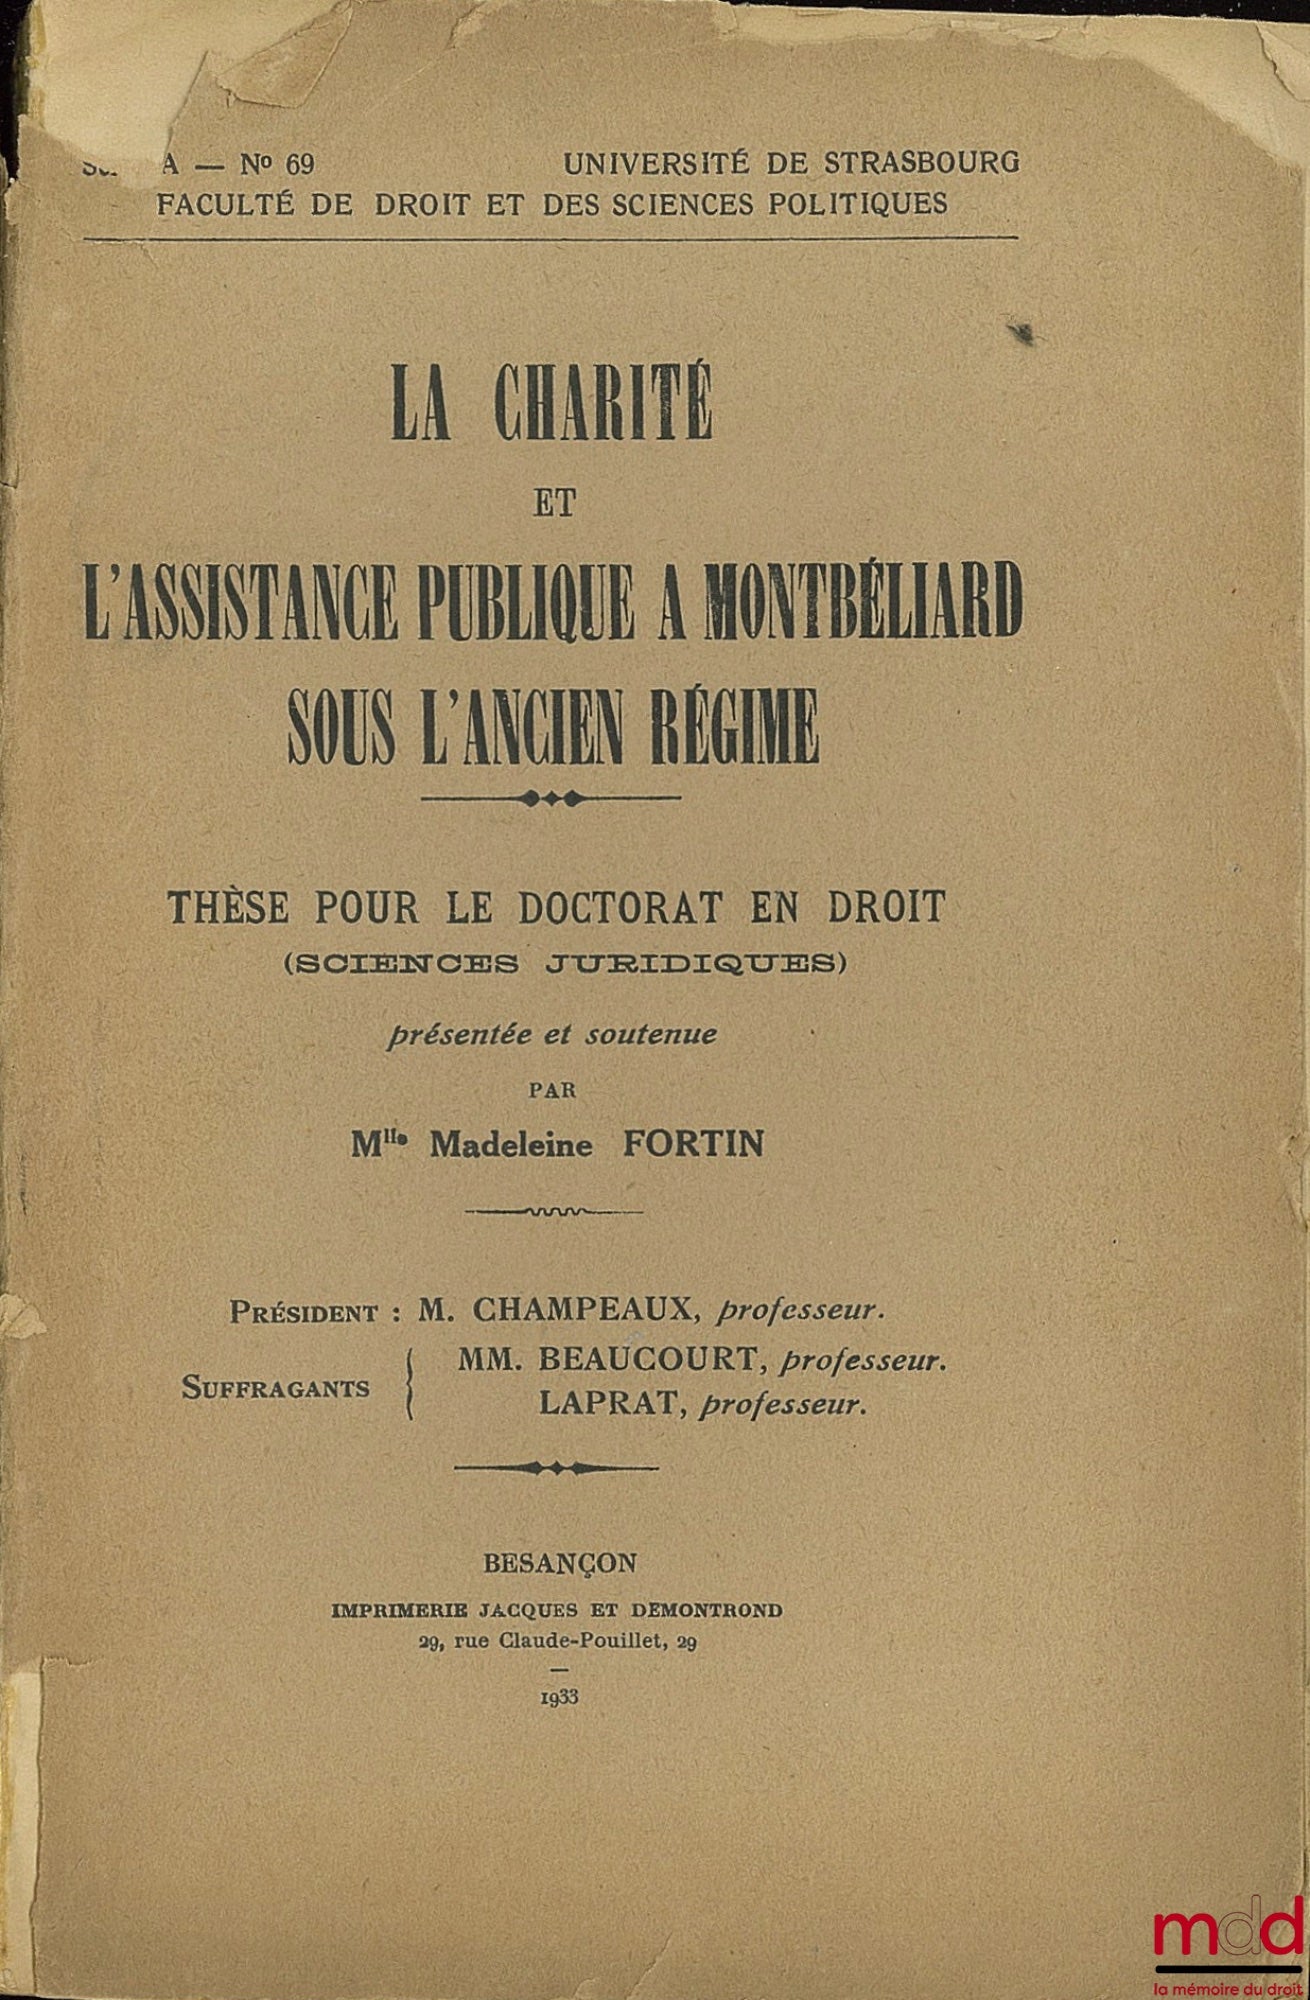 A — Nº 69 UNIVERSITÉ DE STRASBOURG
FACULTÉ DE DROIT ET DES SCIENCES POLITIQUES
LA CHARITÉ
ET
L'ASSISTANCE PUBLIQUE A MONTBÉLIARD
SOUS L'ANCIEN RÉGIME
THÈSE POUR LE DOCTORAT EN DROIT
(SCIENCES JURIDIQUES)
présentée et soutenue
PAR
Mlle Madeleine FORTIN
PRÉSIDENT : M. CHAMPEAUX, professeur.
SUFFRAGANTS { MM. BEAUCOURT, professeur.
LAPRAT, professeur.
BESANÇON
IMPRIMERIE JACQUES ET DEMONTROND
29, rue Claude-Pouillet, 29
1933
mdd
la mémoire du droit